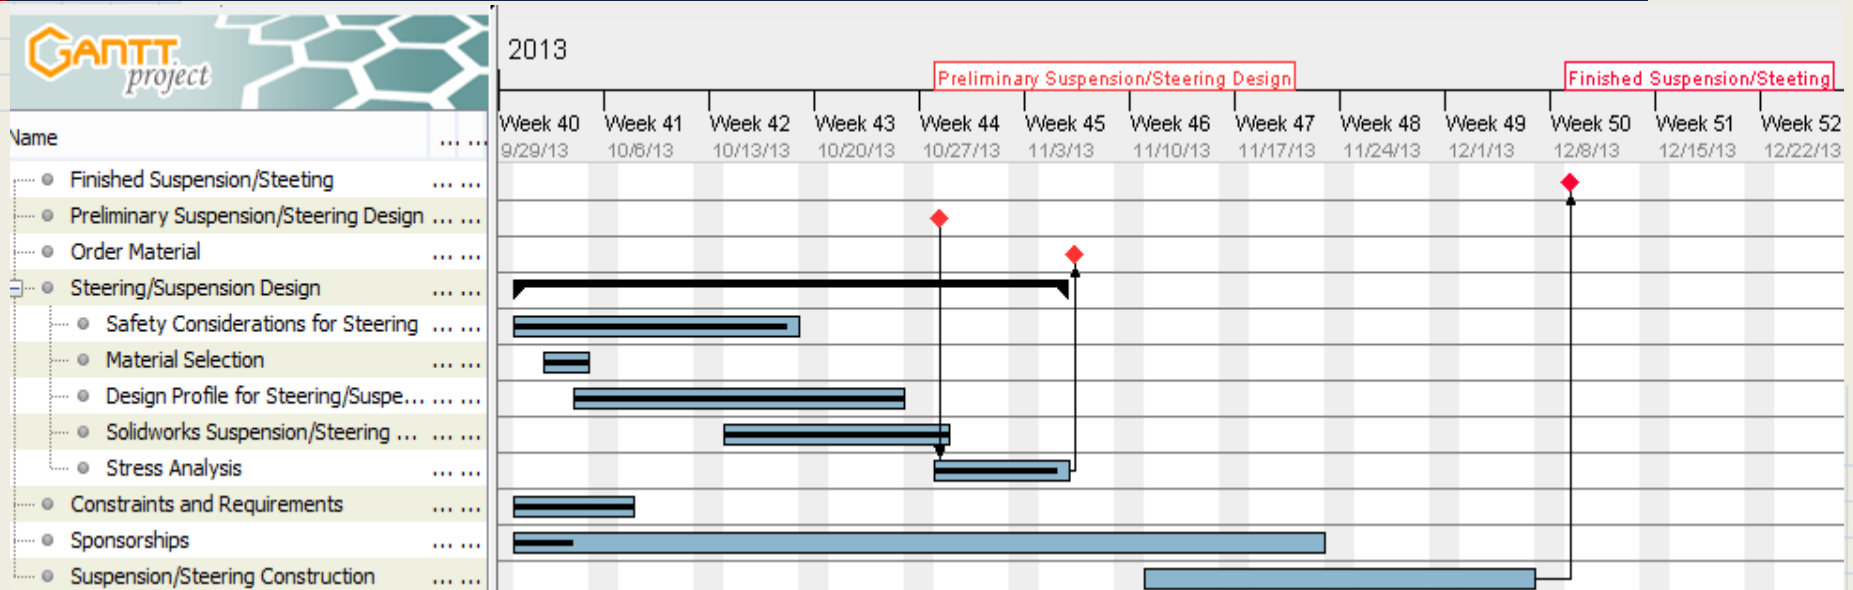 GANTT
project
2013
Preliminary Suspension/Steering Design
Finished Suspension/Steeting
Name ... ...
Week 40 Week 41 Week 42 Week 43 Week 44 Week 45 Week 46 Week 47 Week 48 Week 49 Week 50 Week 51 Week 52
9/29/13 10/6/13 10/13/13 10/20/13 10/27/13 11/3/13 11/10/13 11/17/13 11/24/13 12/1/13 12/8/13 12/15/13 12/22/13
Finished Suspension/Steeting ... ...
Preliminary Suspension/Steering Design ... ...
Order Material ... ...
Steering/Suspension Design ... ...
Safety Considerations for Steering ... ...
Material Selection ... ...
Design Profile for Steering/Suspe... ... ...
Solidworks Suspension/Steering ... ... ...
Stress Analysis ... ...
Constraints and Requirements ... ...
Sponsorships ... ...
Suspension/Steering Construction ... ...